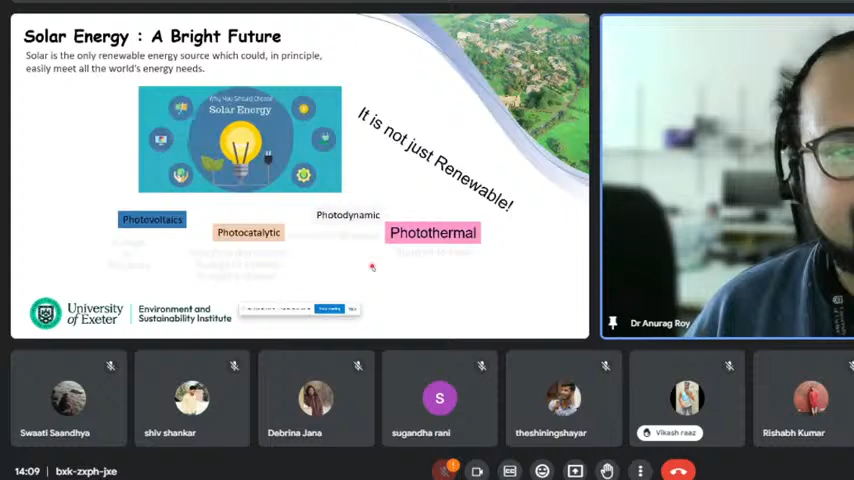 Solar Energy : A Bright Future
Solar is the only renewable energy source which could, in principle,
easily meet all the world's energy needs.
Why You Should Choose
Solar Energy
It is not just Renewable!
Photovoltaics
Photocatalytic
Photodynamic
Photothermal
University
of Exeter
Environment and
Sustainability Institute
Dr Anurag Roy
Swaati Saandhya
shiv shankar
Debrina Jana
S
sugandha rani
theshiningshayar
Vikash raaz
Rishabh Kumar
14:09 | bxk-zxph-jxe